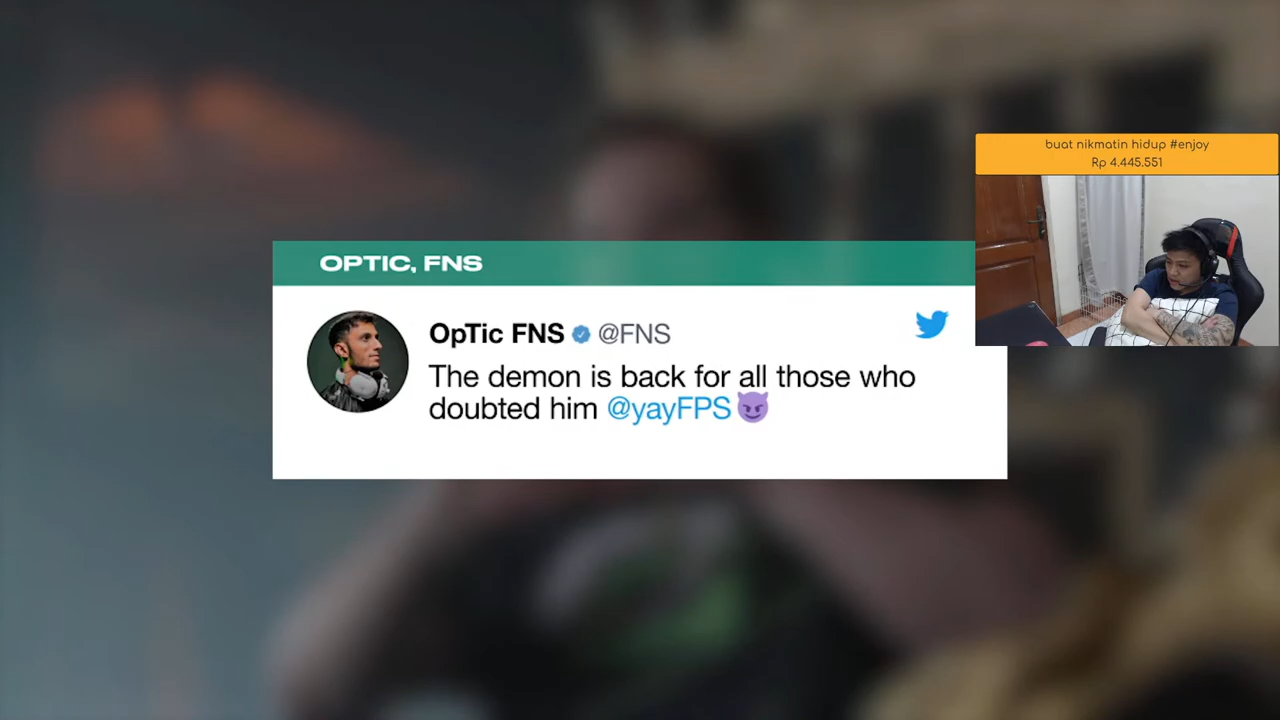 buat nikmatin hidup #enjoy
Rp 4.445.551
OPTIC, FNS
OpTic FNS @FNS
The demon is back for all those who
doubted him @yayFPS😈